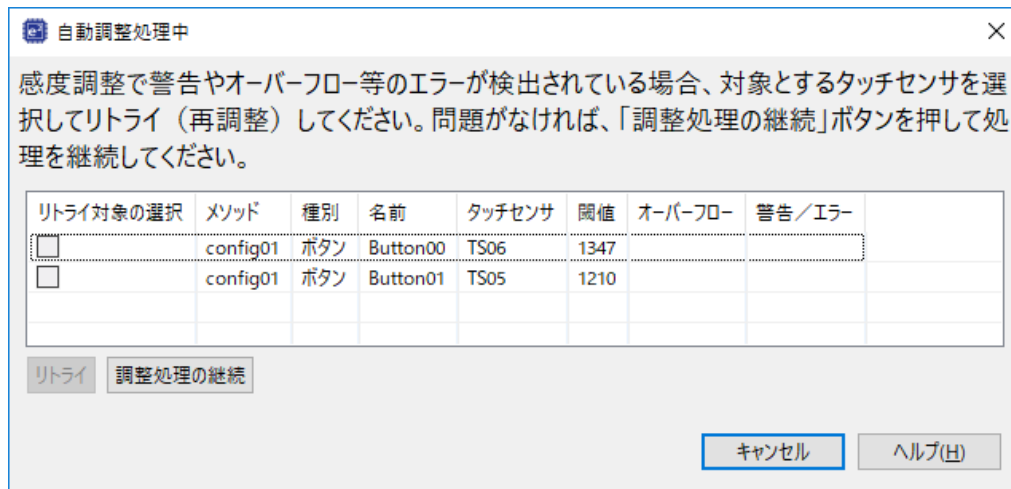 自動調整処理中
感度調整で警告やオーバーフロー等のエラーが検出されている場合、対象とするタッチセンサを選
択してリトライ（再調整）してください。問題がなければ、「調整処理の継続」ボタンを押して処
理を継続してください。
リトライ対象の選択 メソッド 種別 名前 タッチセンサ 閾値 オーバーフロー 警告／エラー
config01 ボタン Button00 TS06 1347
config01 ボタン Button01 TS05 1210
リトライ 調整処理の継続
キャンセル ヘルプ(H)